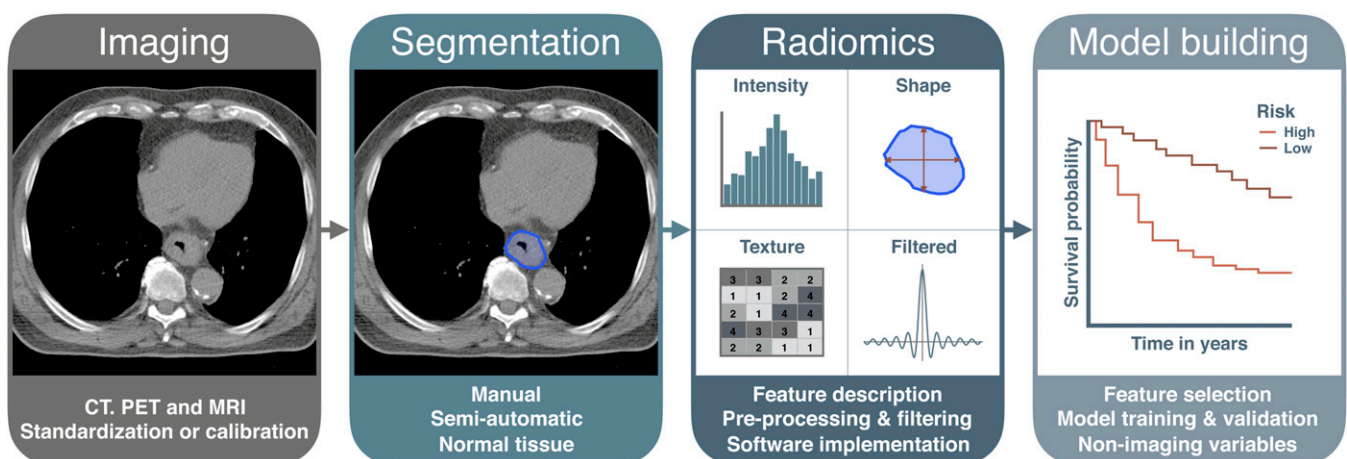 Imaging
CT. PET and MRI
Standardization or calibration
Segmentation
Manual
Semi-automatic
Normal tissue
Radiomics
Intensity
Shape
Texture
3 3 2 2
1 1 2 4
2 1 4 4
4 3 3 1
2 2 1 1
Filtered
Feature description
Pre-processing & filtering
Software implementation
Model building
Risk
High
Low
Survival probability
Time in years
Feature selection
Model training & validation
Non-imaging variables